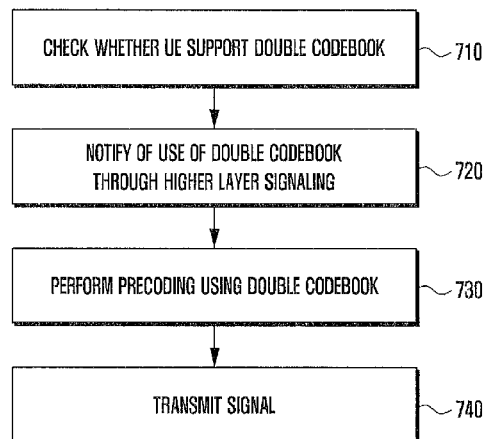 CHECK WHETHER UE SUPPORT DOUBLE CODEBOOK
710
NOTIFY OF USE OF DOUBLE CODEBOOK
THROUGH HIGHER LAYER SIGNALING
720
PERFORM PRECODING USING DOUBLE CODEBOOK
730
TRANSMIT SIGNAL
740